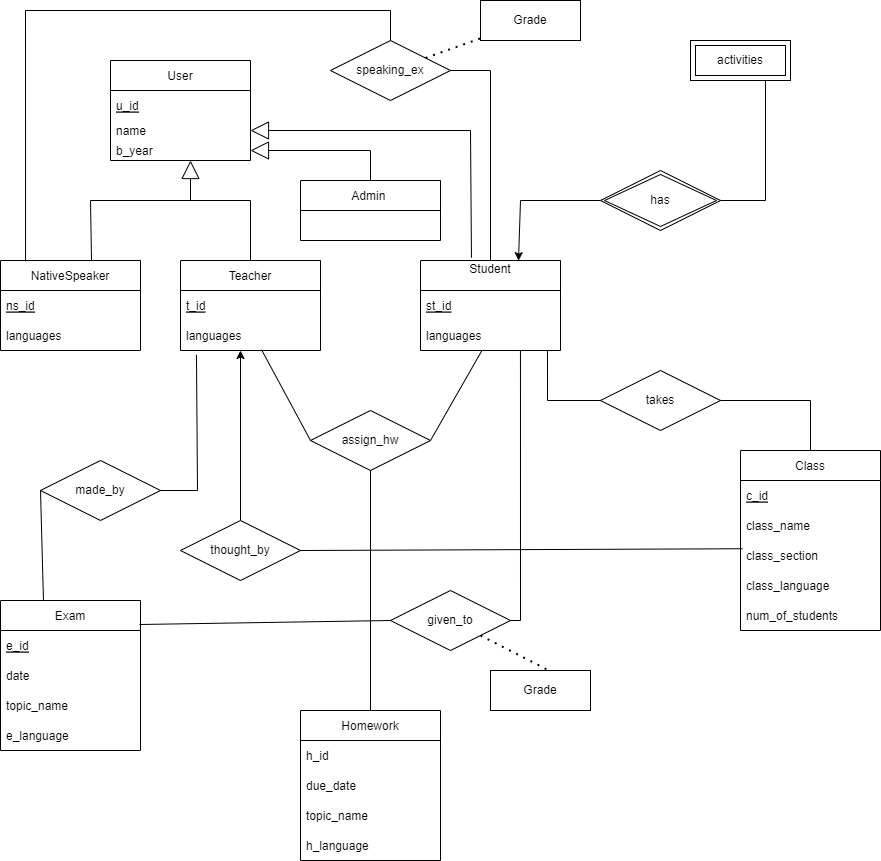 Grade
speaking_ex
activities
User
u_id
name
b_year
Admin
has
NativeSpeaker
ns_id
languages
Teacher
t_id
languages
Student
st_id
languages
takes
assign_hw
made_by
thought_by
Class
c_id
class_name
class_section
class_language
num_of_students
Exam
e_id
date
topic_name
e_language
given_to
Grade
Homework
h_id
due_date
topic_name
h_language